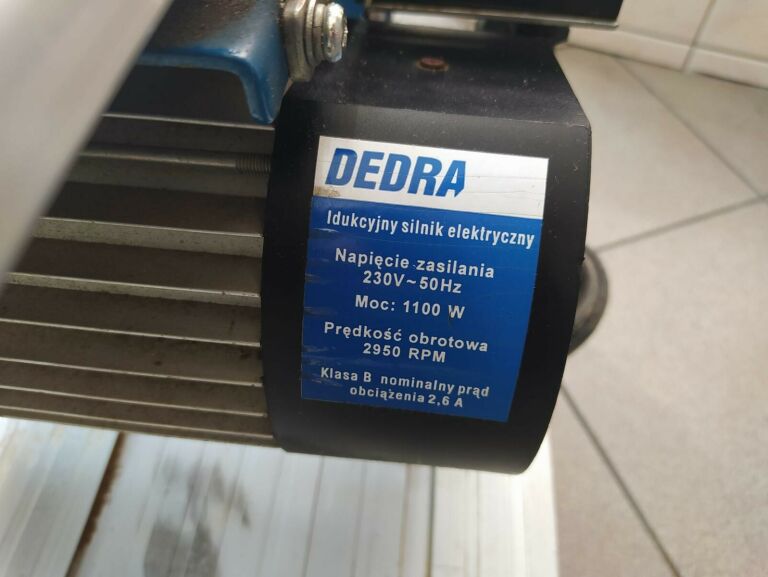 DEDRA
Idukcyjny silnik elektryczny
Napięcie zasilania
230V~50Hz
Moc: 1100 W
Prędkość obrotowa
2950 RPM
Klasa B nominalny prąd
obciążenia 2,6 A